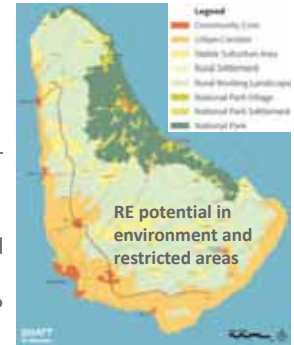 Legend
Community Core
Urban Corridor
Stable Suburban Area
Rural Settlement
Rural Working Landscape
National Park Village
National Park Settlement
National Park
RE potential in
environment and
restricted areas
DRAFT